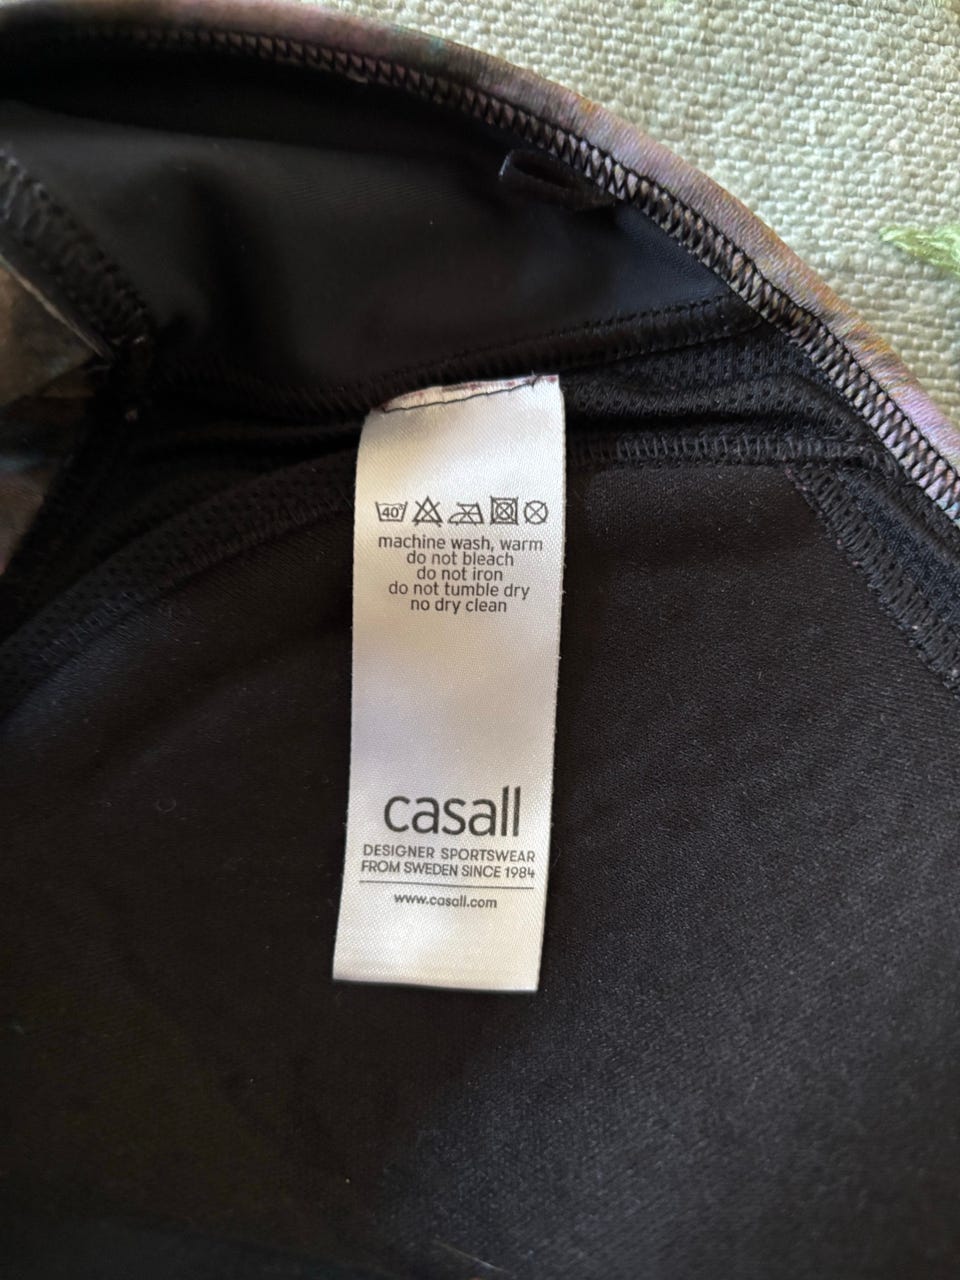 40°
machine wash, warm
do not bleach
do not iron
do not tumble dry
no dry clean
casall
DESIGNER SPORTSWEAR
FROM SWEDEN SINCE 1984
www.casall.com